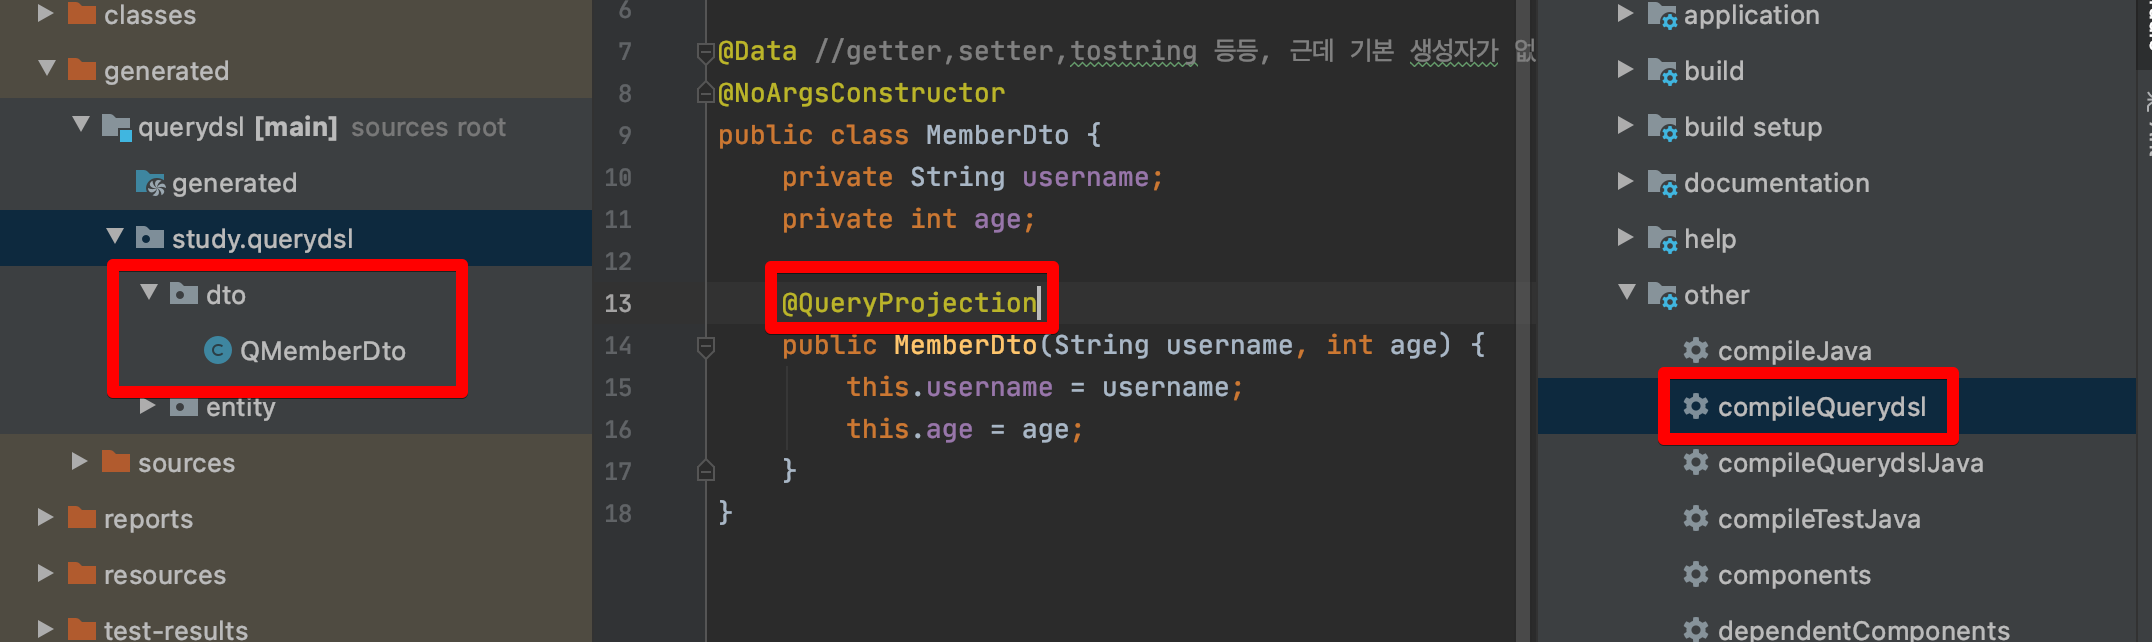 classes
generated
querydsl [main] sources root
generated
study.querydsl
dto
QMemberDto
entity
sources
reports
resources
test-results
6
7 @Data //getter,setter,tostring 등등, 근데 기본 생성자가 없
8 @NoArgsConstructor
9 public class MemberDto {
10 private String username;
11 private int age;
12
13 @QueryProjection
14 public MemberDto(String username, int age) {
15 this.username = username;
16 this.age = age;
17 }
18 }
application
build
build setup
documentation
help
other
compileJava
compileQuerydsl
compileQuerydslJava
compileTestJava
components
dependentComponents